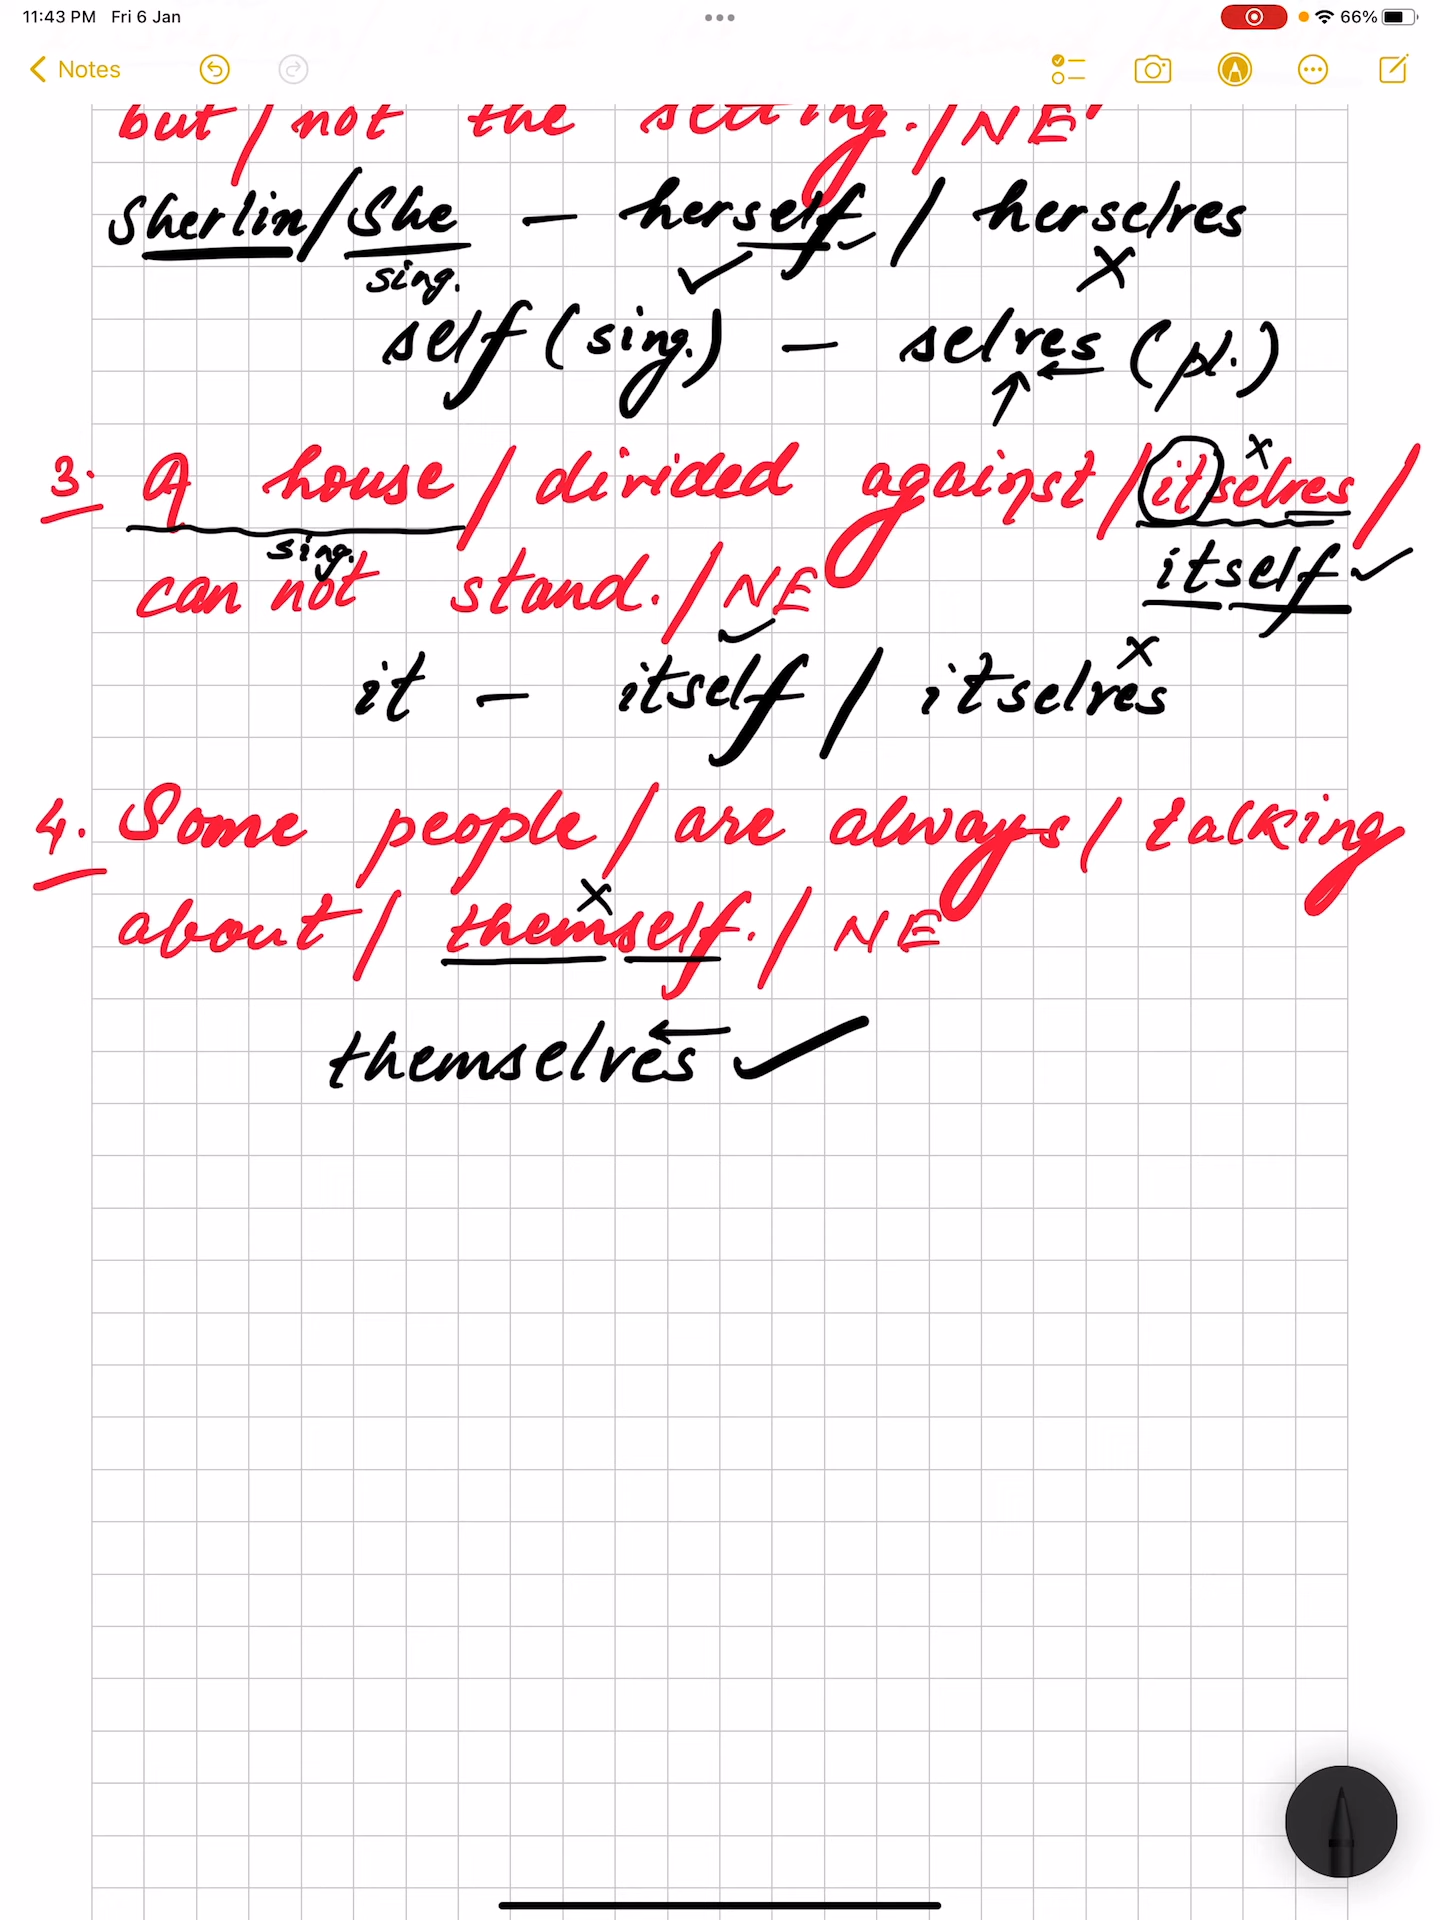 11:43 PM Fri 6 Jan 66%
Notes
but / not the setting. / NE
Sherlin / She – herself / herselves
sing.
self (sing.) – selves (pl.)
3. A house / divided against / itselves /
sing. itself
can not stand. / NE
it – itself / itselves
4. Some people / are always / talking
about / themself. / NE
themselves